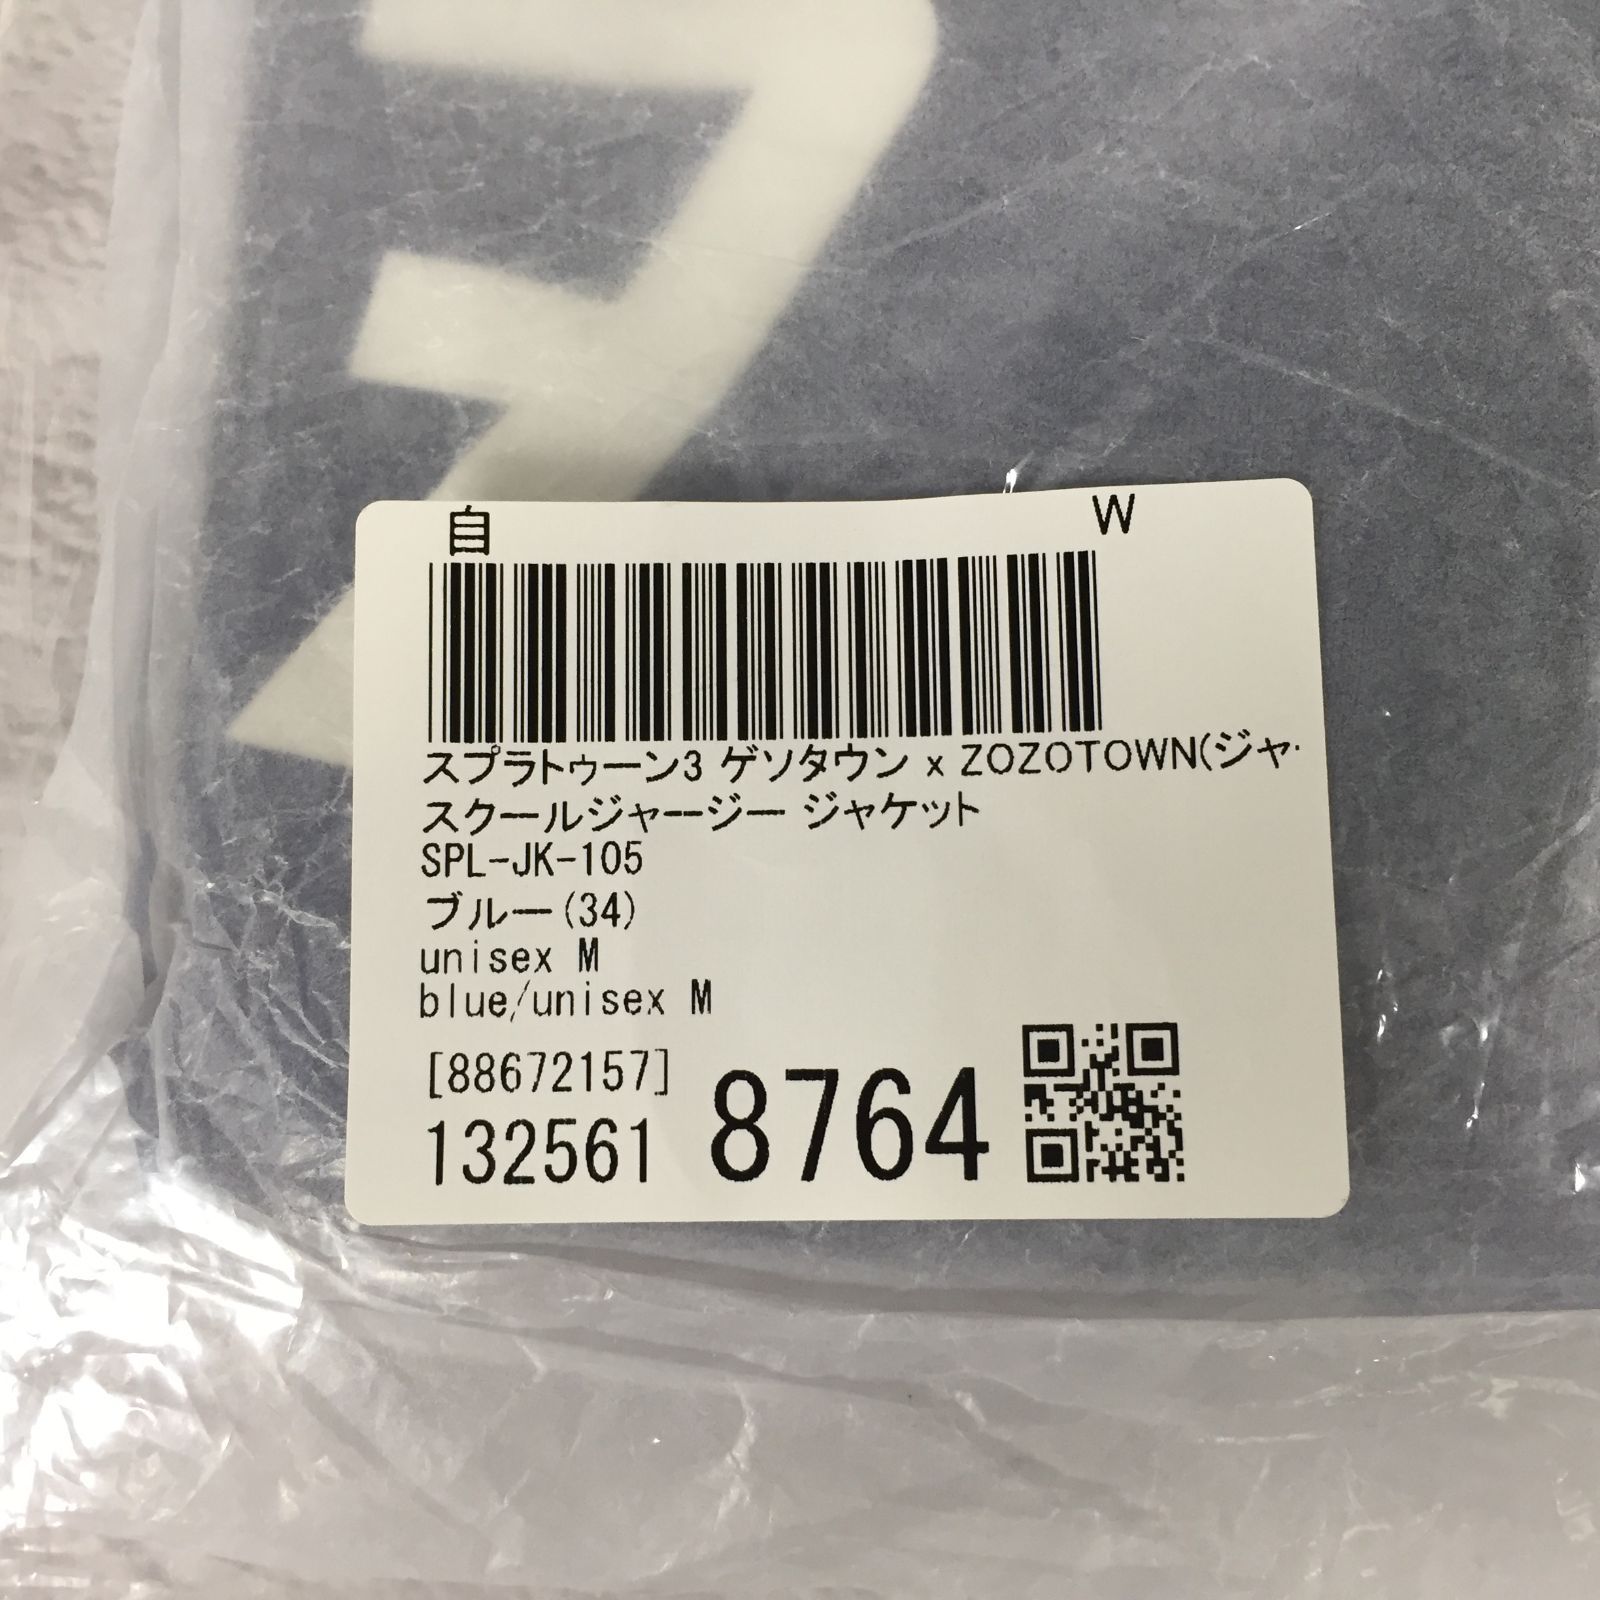 自 W
スプラトゥーン3 ゲソタウン x ZOZOTOWN(ジャ
スクールジャージー ジャケット
SPL-JK-105
ブルー(34)
unisex M
blue/unisex M
[88672157]
132561 8764